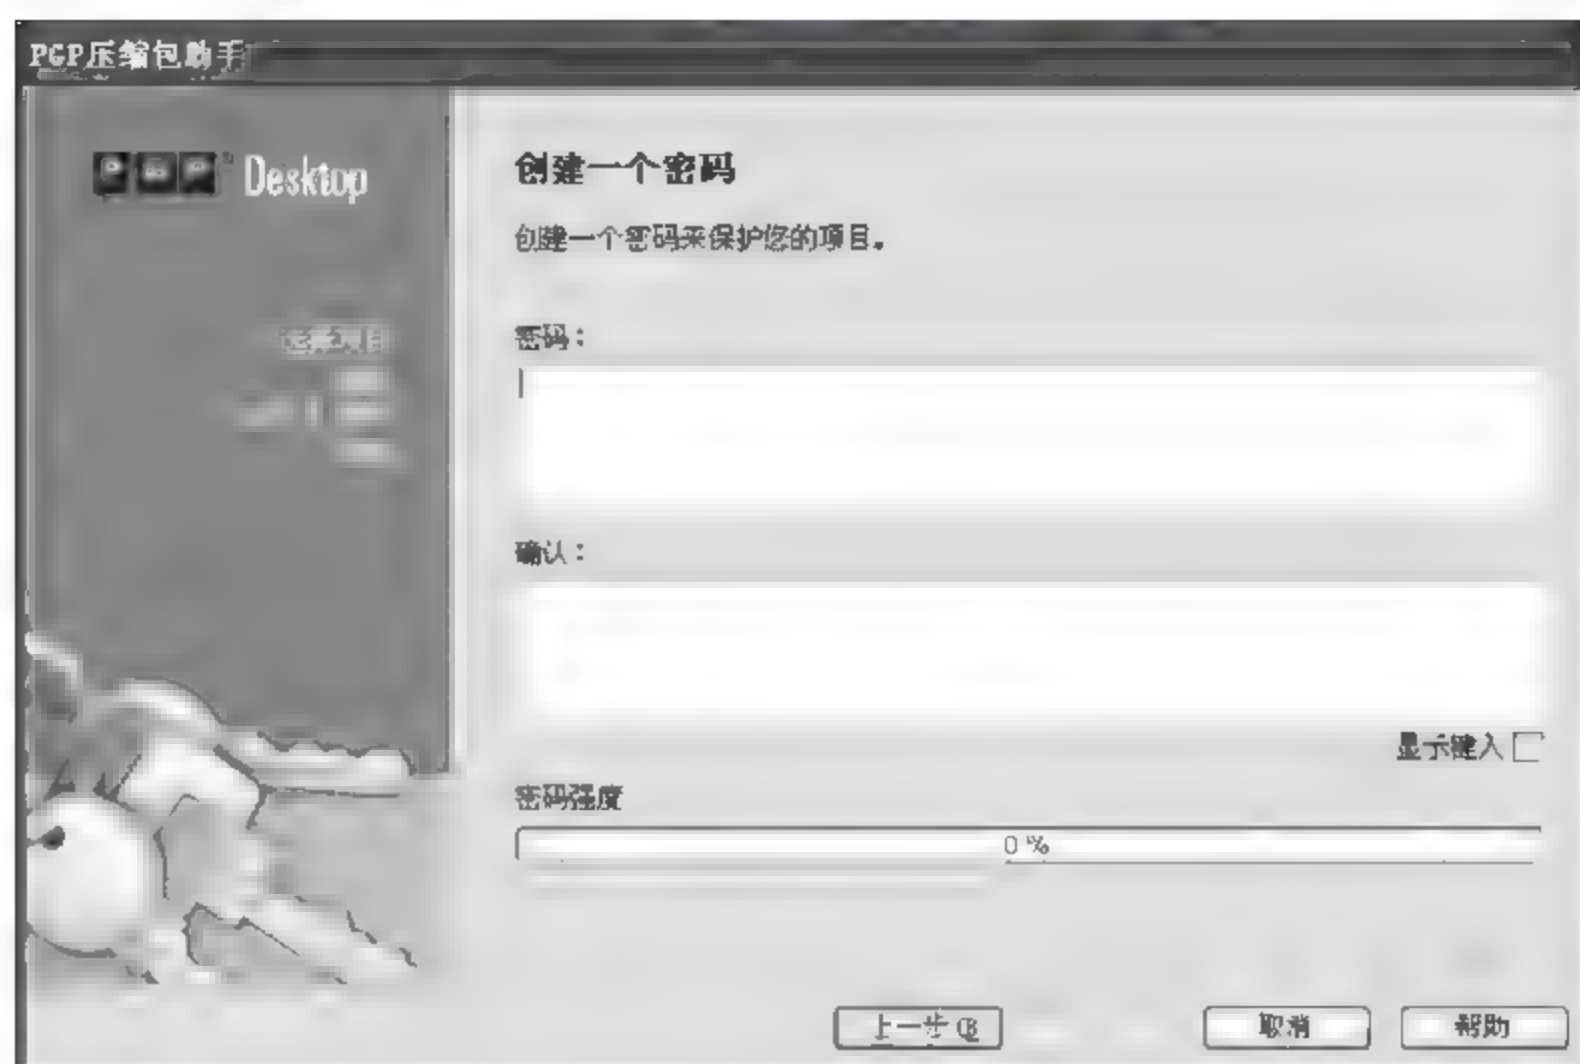 PGP压缩包助手
PGP Desktop
创建一个密码
创建一个密码来保护您的项目。
密码：
确认：
显示键入
密码强度
0 %
上一步(B)
取消
帮助